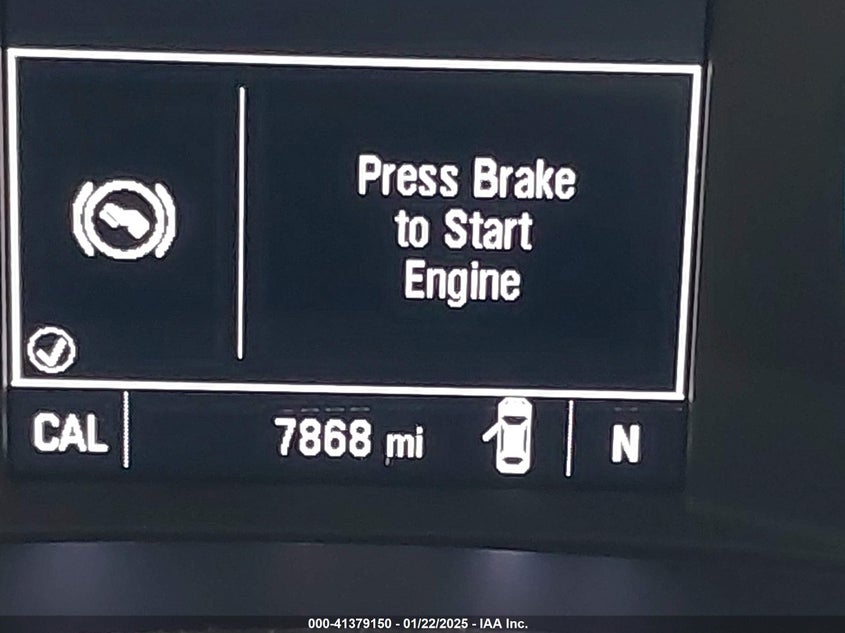 Press Brake
to Start
Engine
CAL 7868 mi N
000-41379150 - 01/22/2025 - IAA Inc.